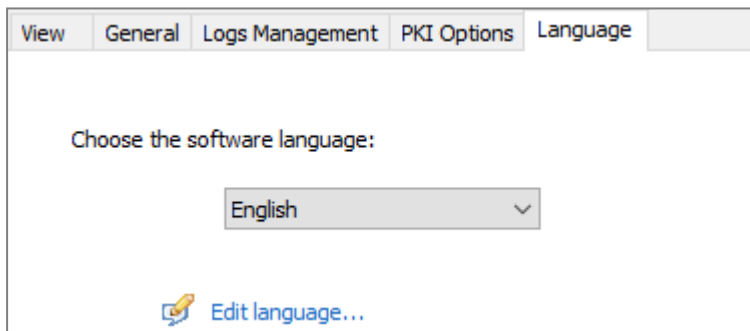 View General Logs Management PKI Options Language
Choose the software language:
English
Edit language...